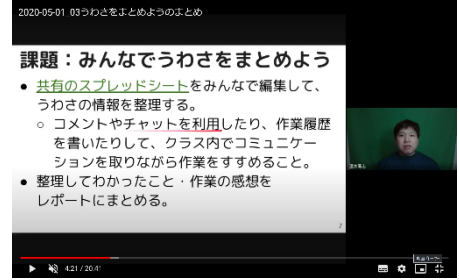 2020-05-01_03うわさをまとめようのまとめ
課題：みんなでうわさをまとめよう
● 共有のスプレッドシートをみんなで編集して、
うわさの情報を整理する。
○ コメントやチャットを利用したり、作業履歴
を書いたりして、クラス内でコミュニケー
ションを取りながら作業をすすめること。
● 整理してわかったこと・作業の感想を
レポートにまとめる。
2
4:21 / 20:41